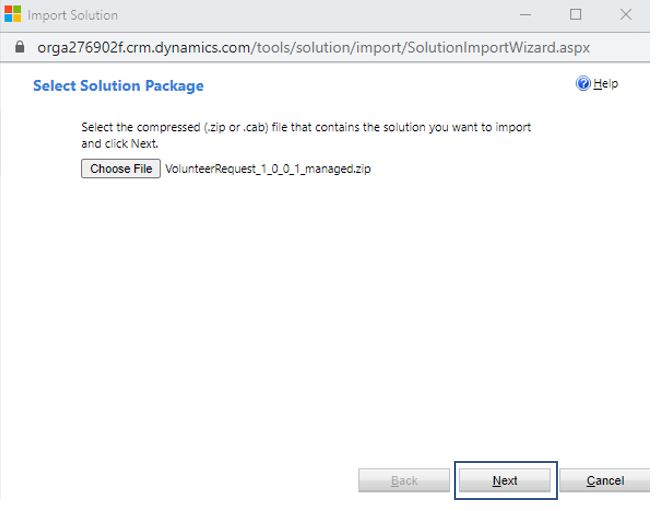 Import Solution
orga276902f.crm.dynamics.com/tools/solution/import/SolutionImportWizard.aspx
Select Solution Package
Help
Select the compressed (.zip or .cab) file that contains the solution you want to import
and click Next.
Choose File VolunteerRequest_1_0_0_1_managed.zip
Back Next Cancel